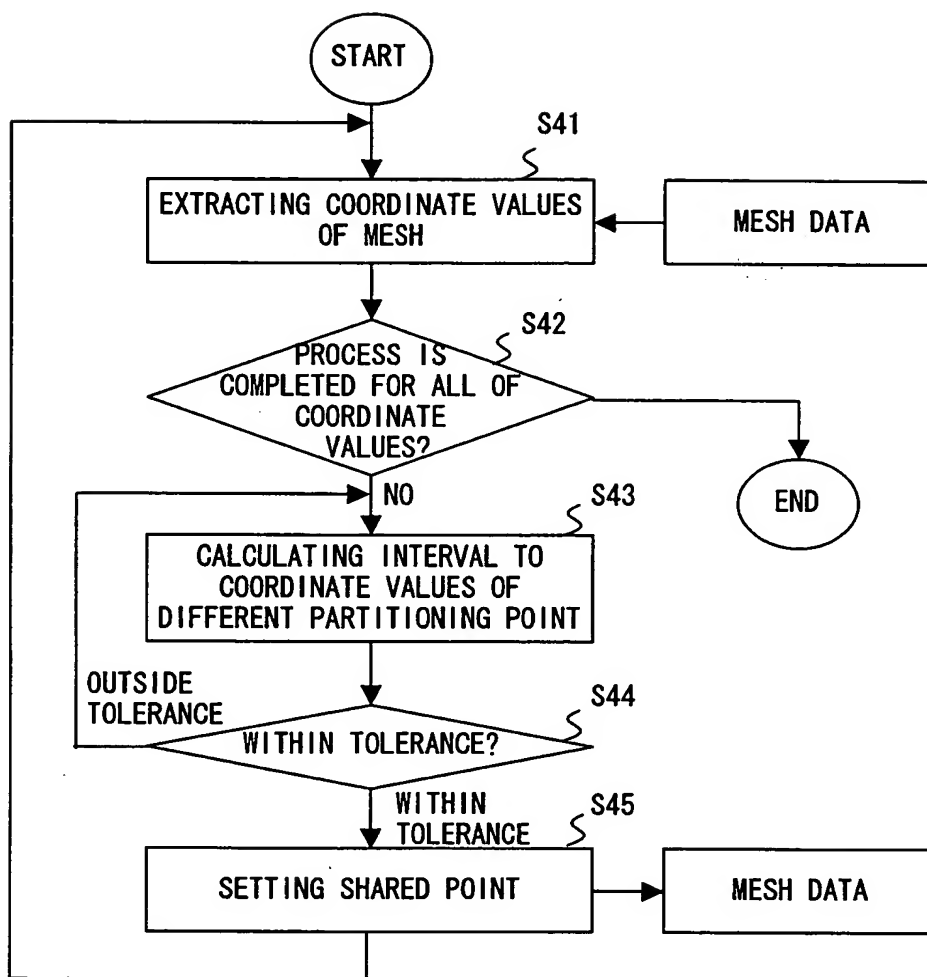 START
S41
EXTRACTING COORDINATE VALUES
OF MESH
MESH DATA
S42
PROCESS IS
COMPLETED FOR ALL OF
COORDINATE
VALUES?
NO
END
S43
CALCULATING INTERVAL TO
COORDINATE VALUES OF
DIFFERENT PARTITIONING POINT
OUTSIDE
TOLERANCE
S44
WITHIN TOLERANCE?
WITHIN
TOLERANCE
S45
SETTING SHARED POINT
MESH DATA